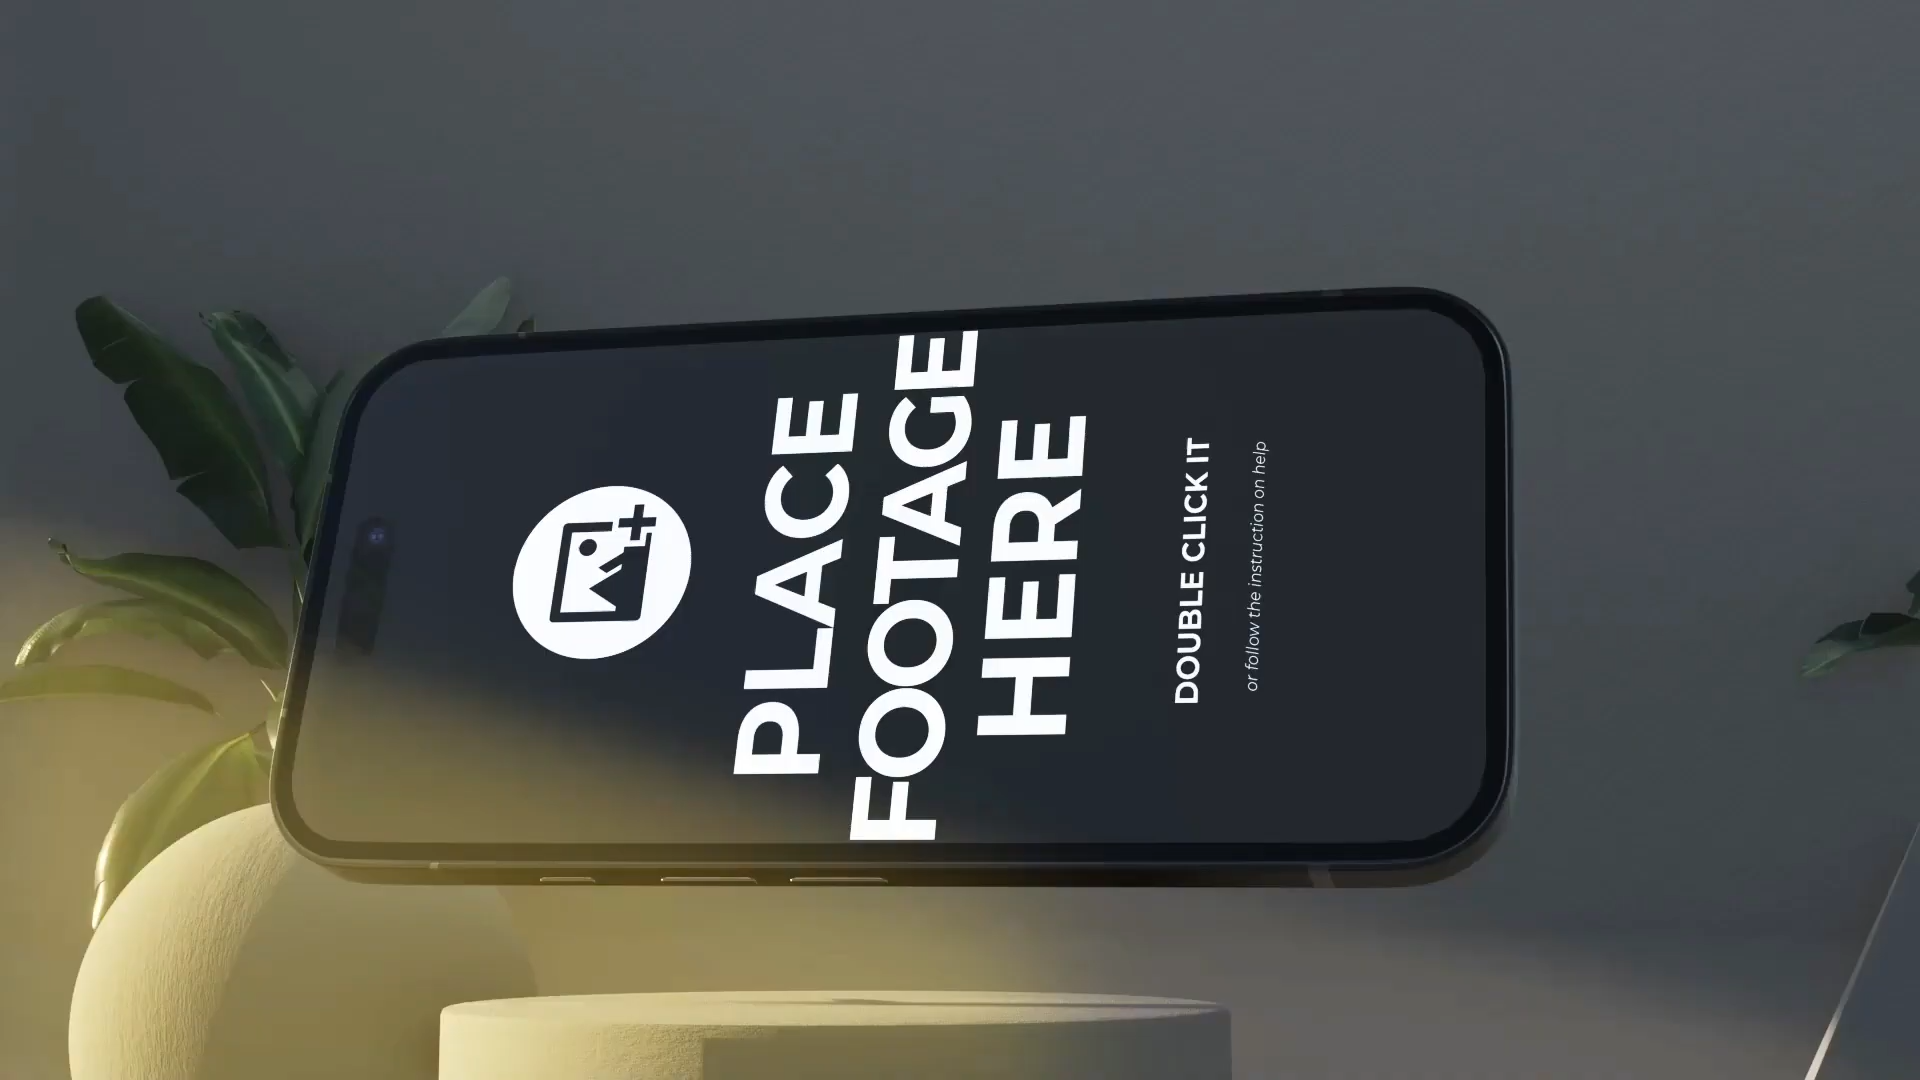 PLACE
FOOTAGE
HERE
DOUBLE CLICK IT
or follow the instruction on help